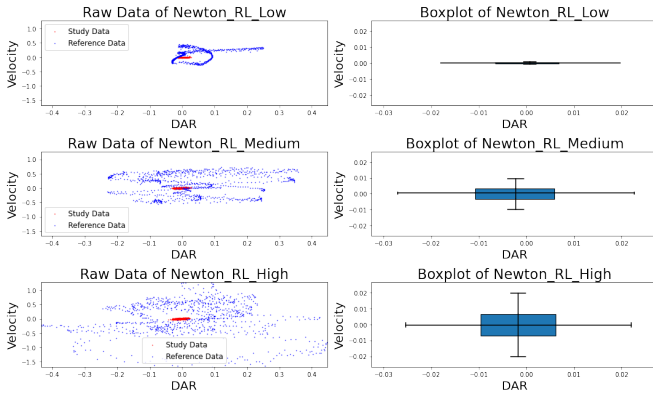 Raw Data of Newton_RL_Low
Velocity
1.0
0.5
0.0
−0.5
−1.0
−1.5
Study Data
Reference Data
−0.4 −0.3 −0.2 −0.1 0.0 0.1 0.2 0.3 0.4
DAR
Boxplot of Newton_RL_Low
Velocity
0.02
0.01
0.00
−0.01
−0.02
−0.03 −0.02 −0.01 0.00 0.01 0.02
DAR
Raw Data of Newton_RL_Medium
Velocity
1.0
0.5
0.0
−0.5
−1.0
−1.5
Study Data
Reference Data
−0.4 −0.3 −0.2 −0.1 0.0 0.1 0.2 0.3 0.4
DAR
Boxplot of Newton_RL_Medium
Velocity
0.02
0.01
0.00
−0.01
−0.02
−0.03 −0.02 −0.01 0.00 0.01 0.02
DAR
Raw Data of Newton_RL_High
Velocity
1.0
0.5
0.0
−0.5
−1.0
−1.5
Study Data
Reference Data
−0.4 −0.3 −0.2 −0.1 0.0 0.1 0.2 0.3 0.4
DAR
Boxplot of Newton_RL_High
Velocity
0.02
0.01
0.00
−0.01
−0.02
−0.03 −0.02 −0.01 0.00 0.01 0.02
DAR